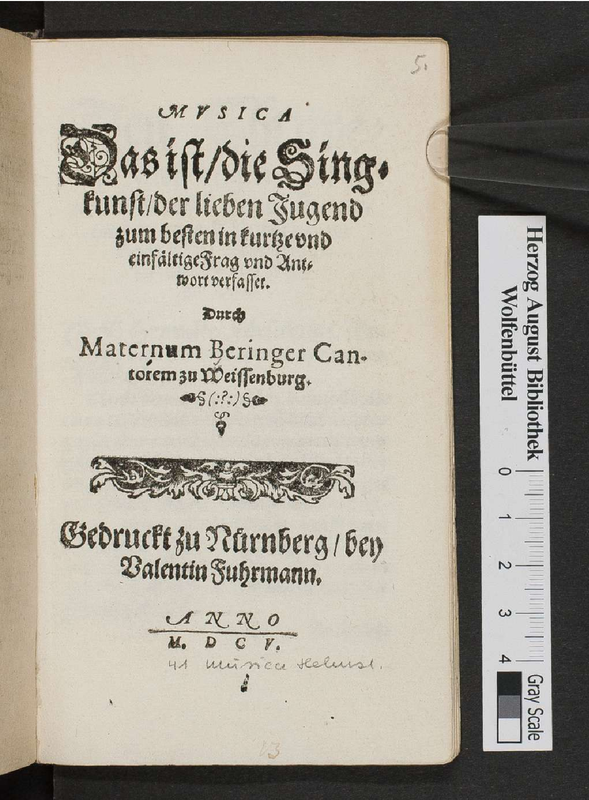 5.
MVSICA
Das ist/die Sing-
kunst/der lieben Jugend
zum besten in kurtze vnd
einfältige Frag vnd Ant-
wort verfasset.
Durch
Maternum Beringer Can-
torem zu Weissenburg.
§(:?:)§
Gedruckt zu Nürnberg/bey
Valentin Fuhrmann.
ANNO
M. D C V.
41 Musica Helmst.
13
Herzog August Bibliothek
Wolfenbüttel
0 1 2 3 4
Gray Scale